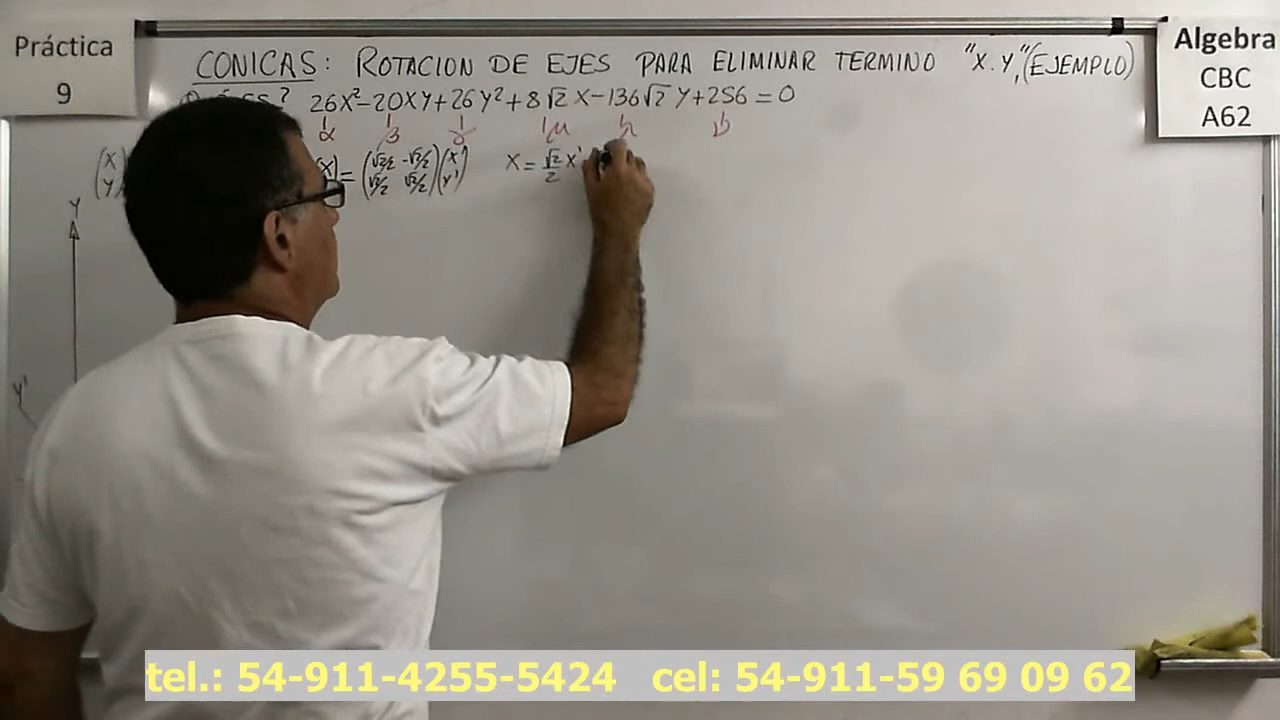 Práctica
9
CONICAS: ROTACION DE EJES PARA ELIMINAR TERMINO "X.Y" (EJEMPLO)
Algebra
CBC
A62
26X²-20XY+26Y²+8√2 X-136√2 Y+256=0
α β γ μ η ν
(X Y) X)= (√2/2 -√2/2 √2/2 √2/2)(X' Y') X = √2/2 X'
Y
Y'
tel.: 54-911-4255-5424 cel: 54-911-59 69 09 62